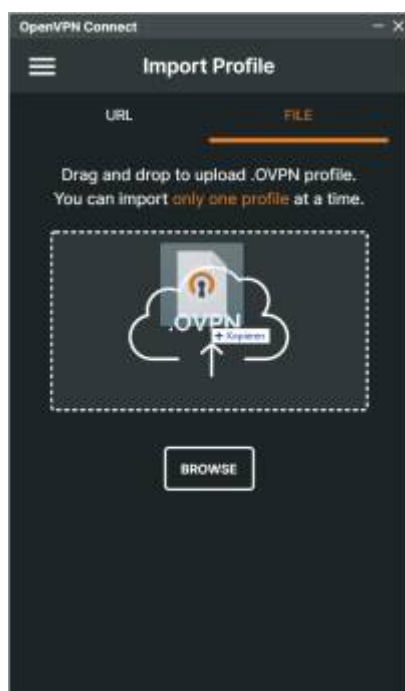 OpenVPN Connect
Import Profile
URL
FILE
Drag and drop to upload .OVPN profile.
You can import only one profile at a time.
.OVPN
+ Kopieren
BROWSE